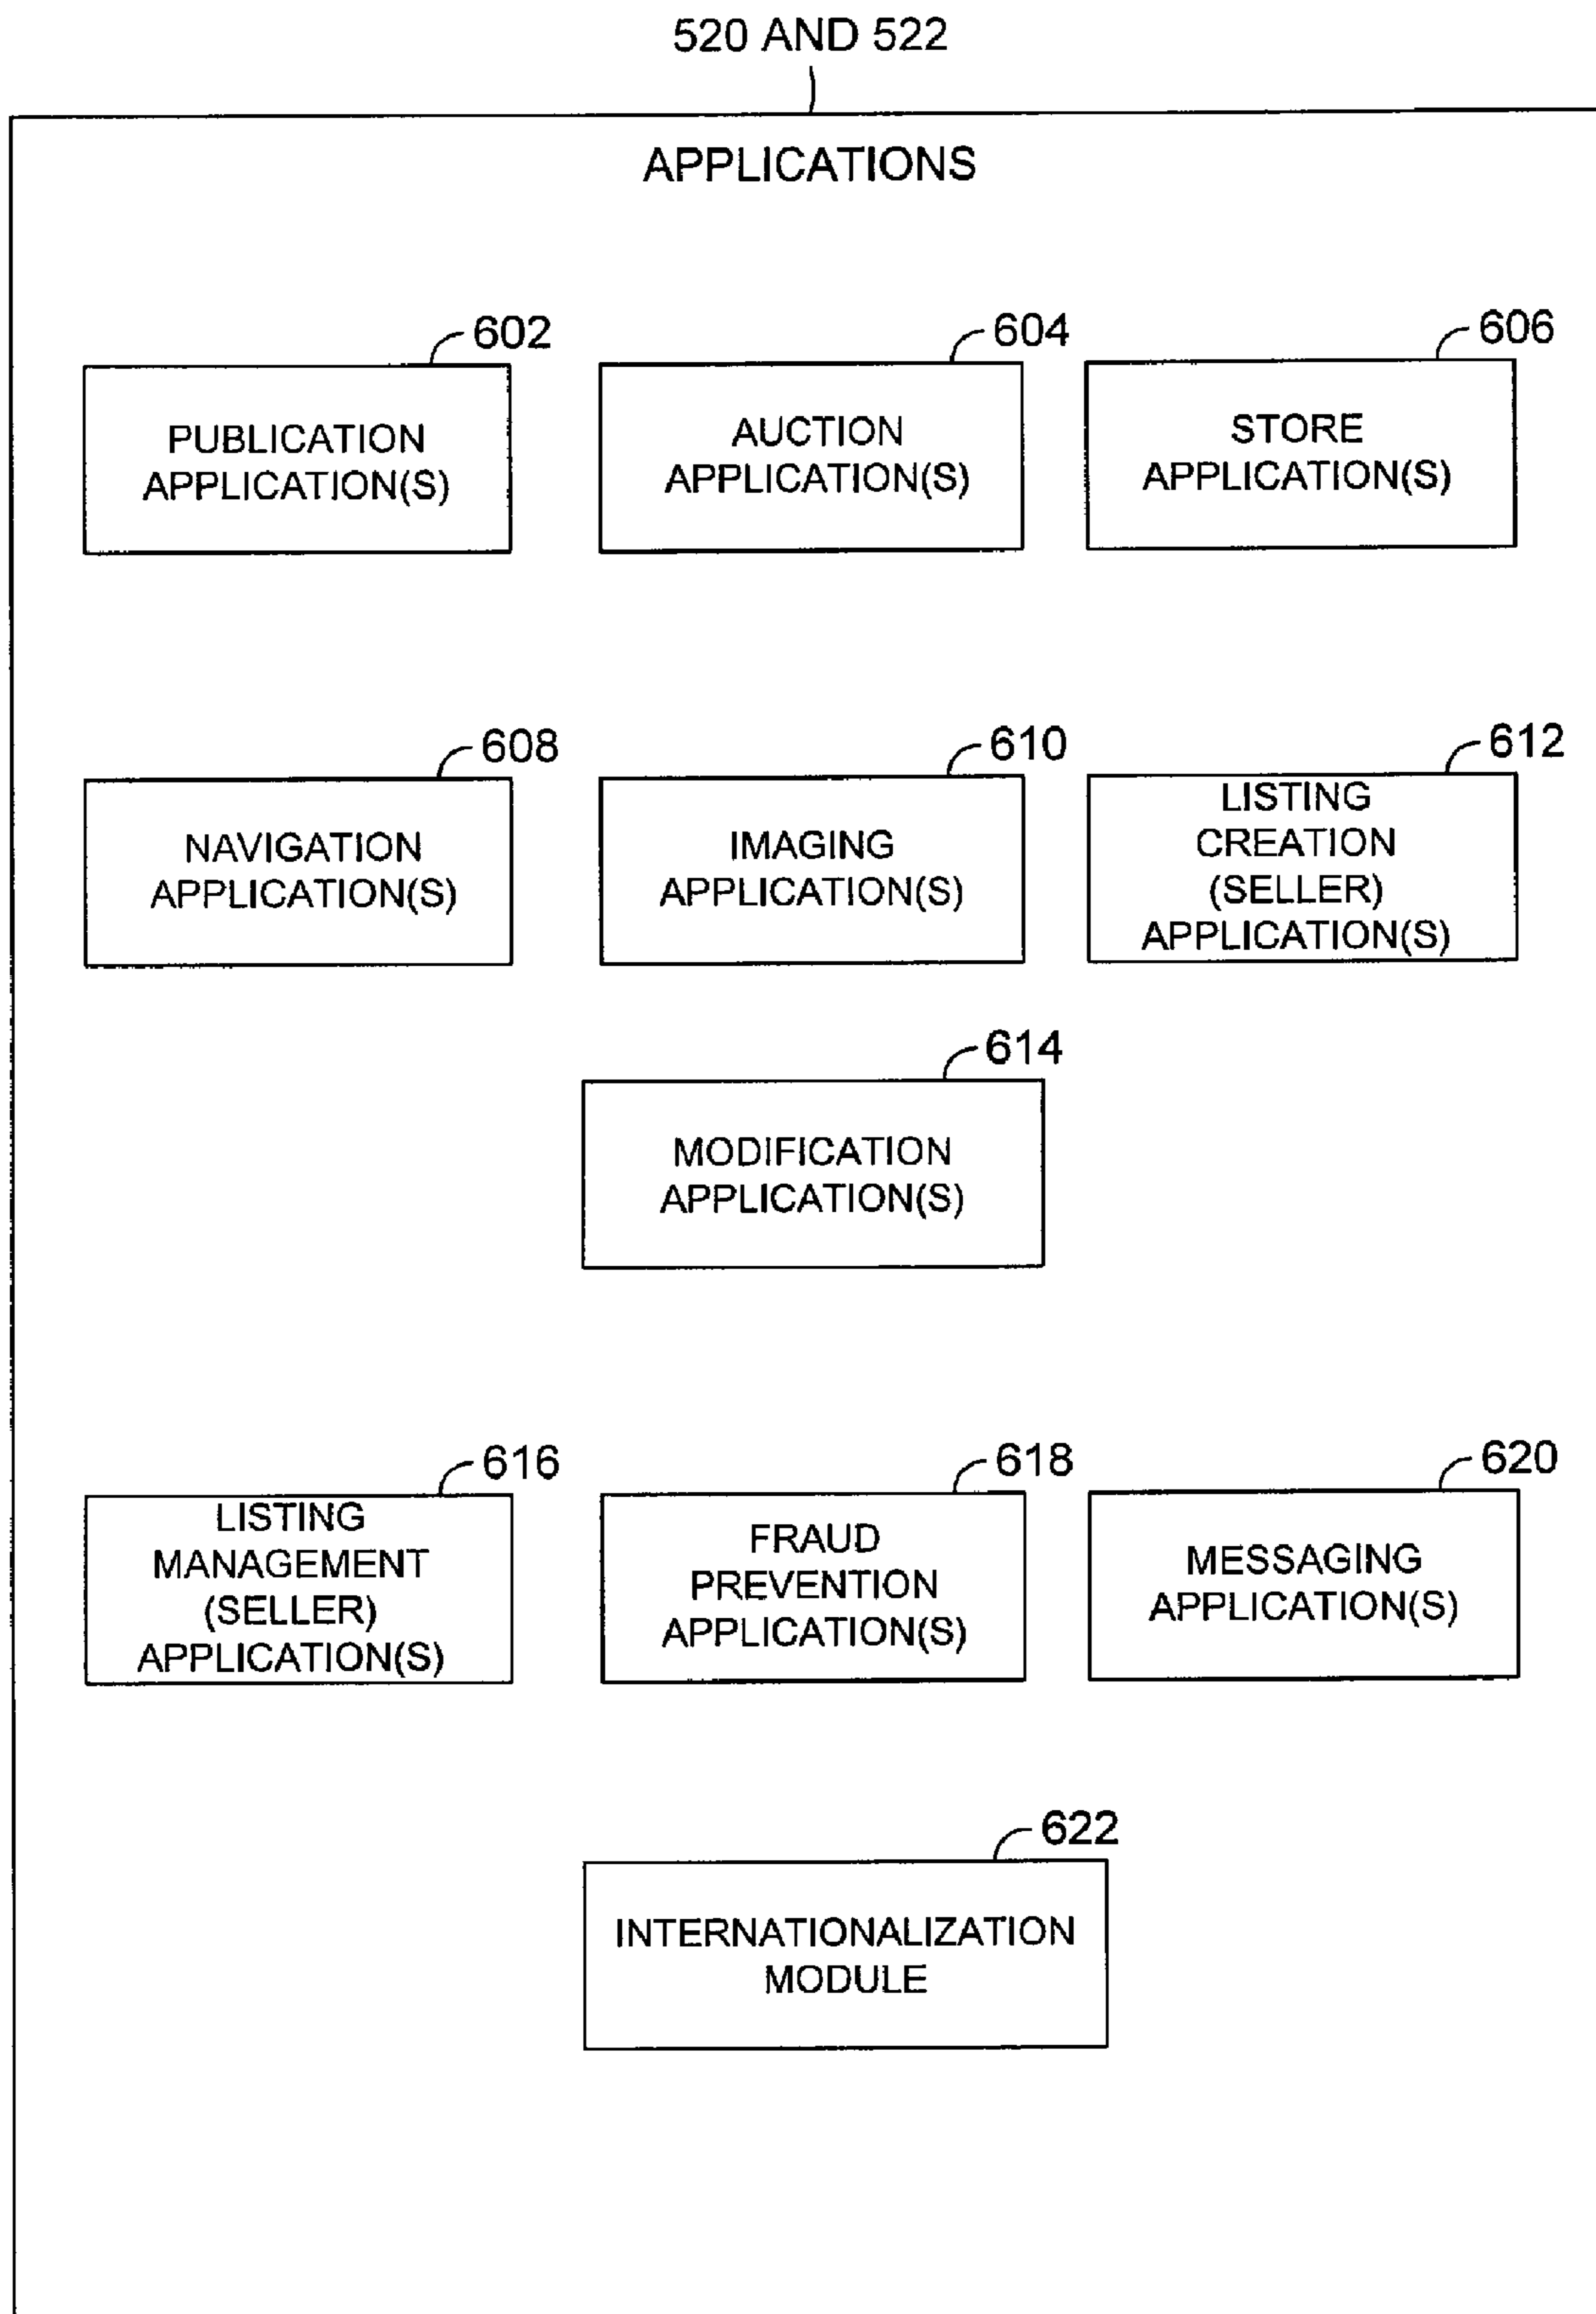 520 AND 522
APPLICATIONS
602
PUBLICATION
APPLICATION(S)
604
AUCTION
APPLICATION(S)
606
STORE
APPLICATION(S)
608
NAVIGATION
APPLICATION(S)
610
IMAGING
APPLICATION(S)
612
LISTING
CREATION
(SELLER)
APPLICATION(S)
614
MODIFICATION
APPLICATION(S)
616
LISTING
MANAGEMENT
(SELLER)
APPLICATION(S)
618
FRAUD
PREVENTION
APPLICATION(S)
620
MESSAGING
APPLICATION(S)
622
INTERNATIONALIZATION
MODULE